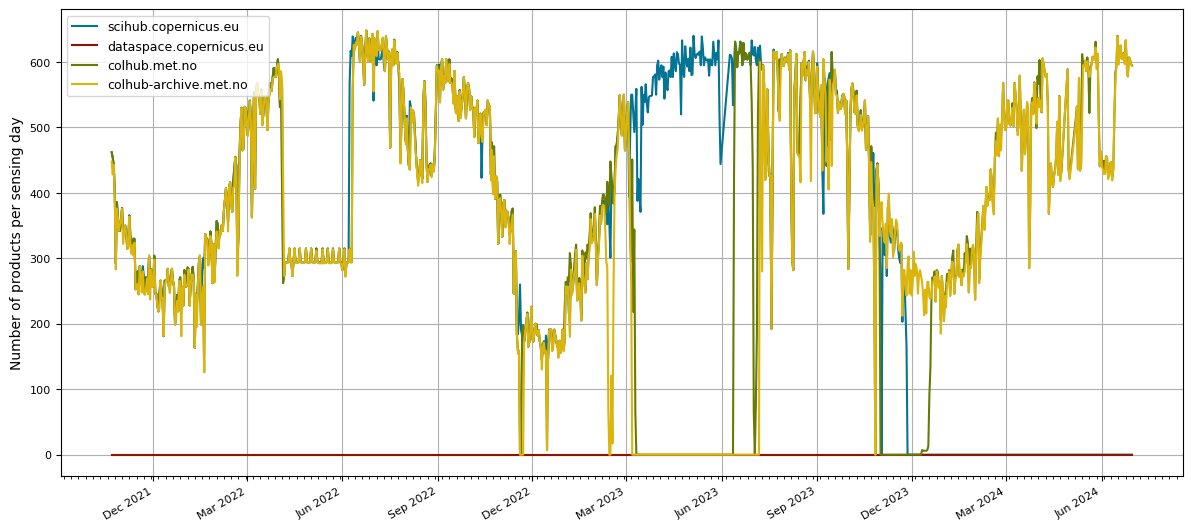 scihub.copernicus.eu
dataspace.copernicus.eu
colhub.met.no
colhub-archive.met.no
Number of products per sensing day
600
500
400
300
200
100
0
Dec 2021
Mar 2022
Jun 2022
Sep 2022
Dec 2022
Mar 2023
Jun 2023
Sep 2023
Dec 2023
Mar 2024
Jun 2024